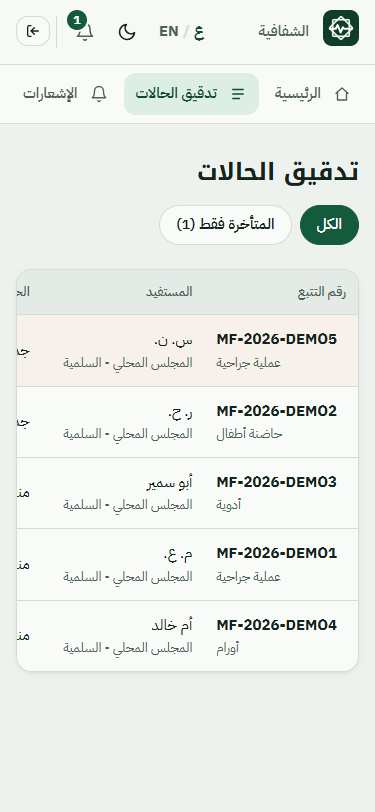 الشفافية
ع / EN
1
الرئيسية
تدقيق الحالات
الإشعارات
تدقيق الحالات
الكل
المتأخرة فقط (1)
رقم التتبع المستفيد
MF-2026-DEMO5 س. ن.
عملية جراحية المجلس المحلي - السلمية
MF-2026-DEMO2 ر. ح.
حاضنة أطفال المجلس المحلي - السلمية
MF-2026-DEMO3 أبو سمير
أدوية المجلس المحلي - السلمية
MF-2026-DEMO1 م. ع.
عملية جراحية المجلس المحلي - السلمية
MF-2026-DEMO4 أم خالد
أورام المجلس المحلي - السلمية